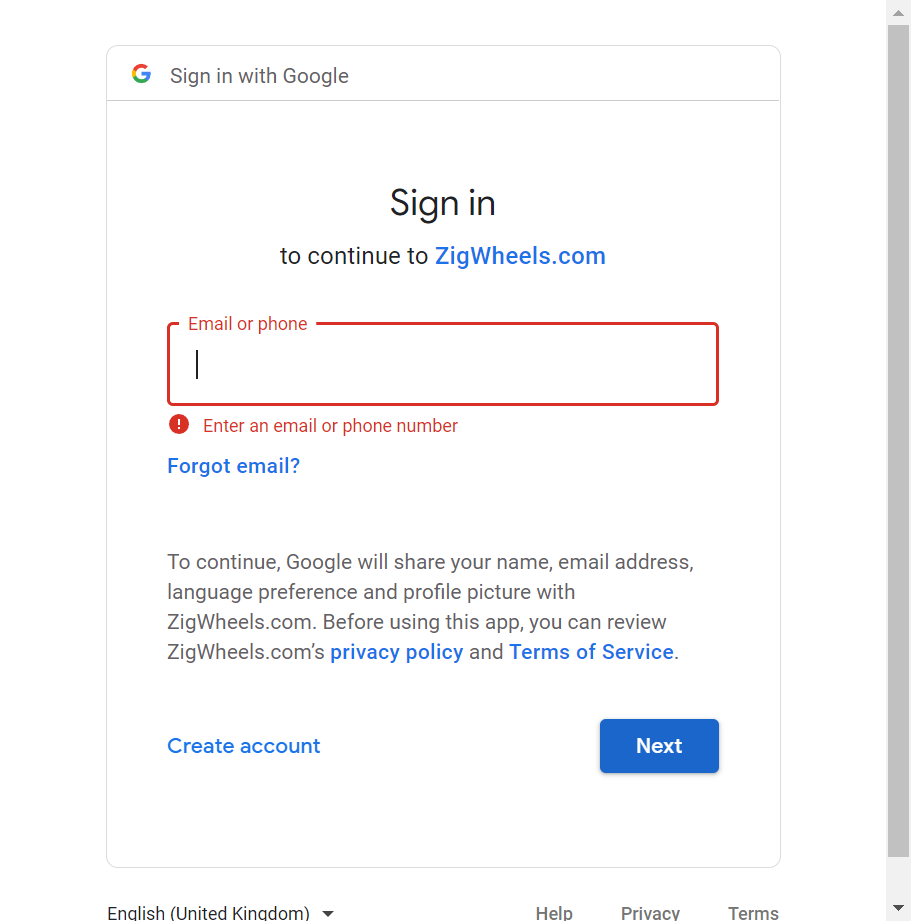 Sign in with Google
Sign in
to continue to ZigWheels.com
Email or phone
Enter an email or phone number
Forgot email?
To continue, Google will share your name, email address,
language preference and profile picture with
ZigWheels.com. Before using this app, you can review
ZigWheels.com’s privacy policy and Terms of Service.
Create account
Next
English (United Kingdom)
Help
Privacy
Terms